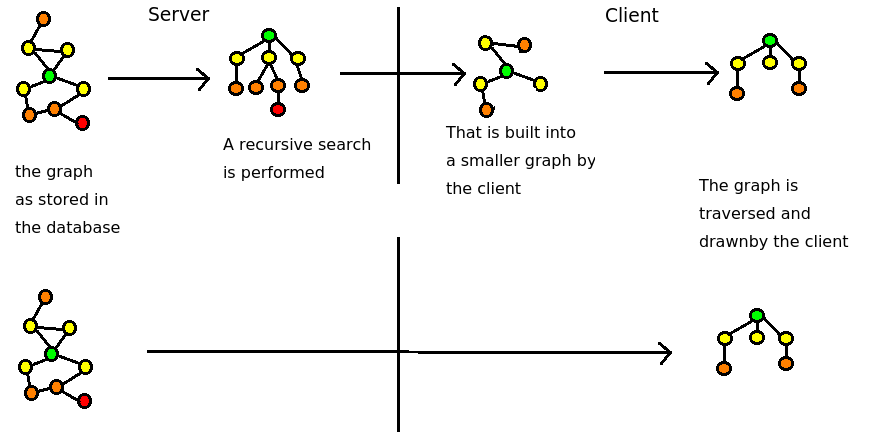 Server
Client
A recursive search
is performed
That is built into
a smaller graph by
the client
the graph
as stored in
the database
The graph is
traversed and
drawnby the client